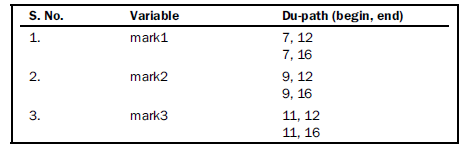 S. No. Variable Du-path (begin, end)
1. mark1 7, 12
7, 16
2. mark2 9, 12
9, 16
3. mark3 11, 12
11, 16